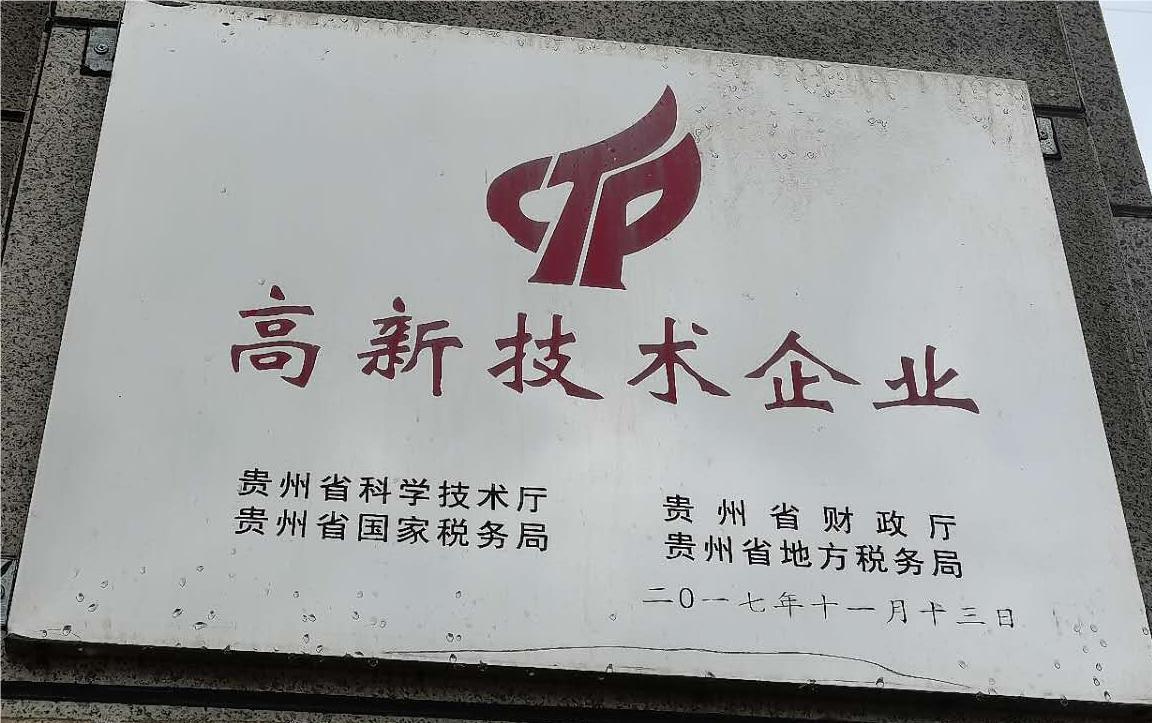 高新技术企业
贵州省科学技术厅 贵州省财政厅
贵州省国家税务局 贵州省地方税务局
二0一七年十一月十三日